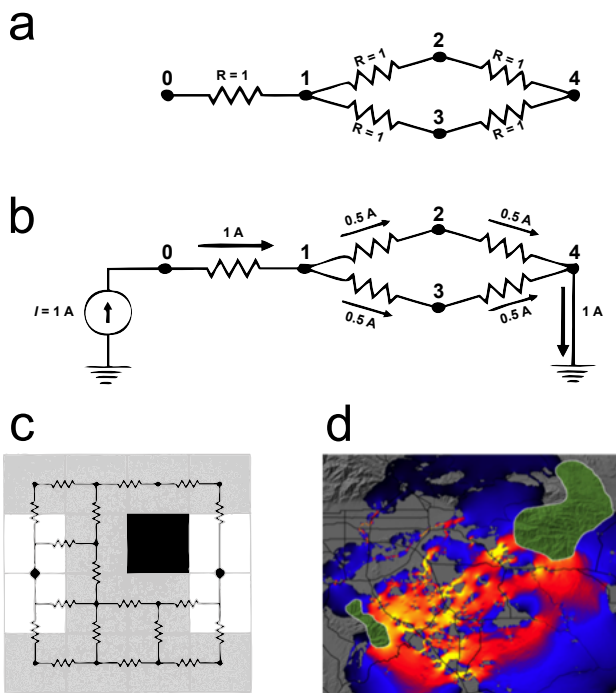 a
2
0
R = 1
1
R = 1
R = 1
4
3
R = 1
R = 1
b
2
0
1 A
1
0.5 A
0.5 A
4
I = 1 A
3
0.5 A
0.5 A
1 A
c
d